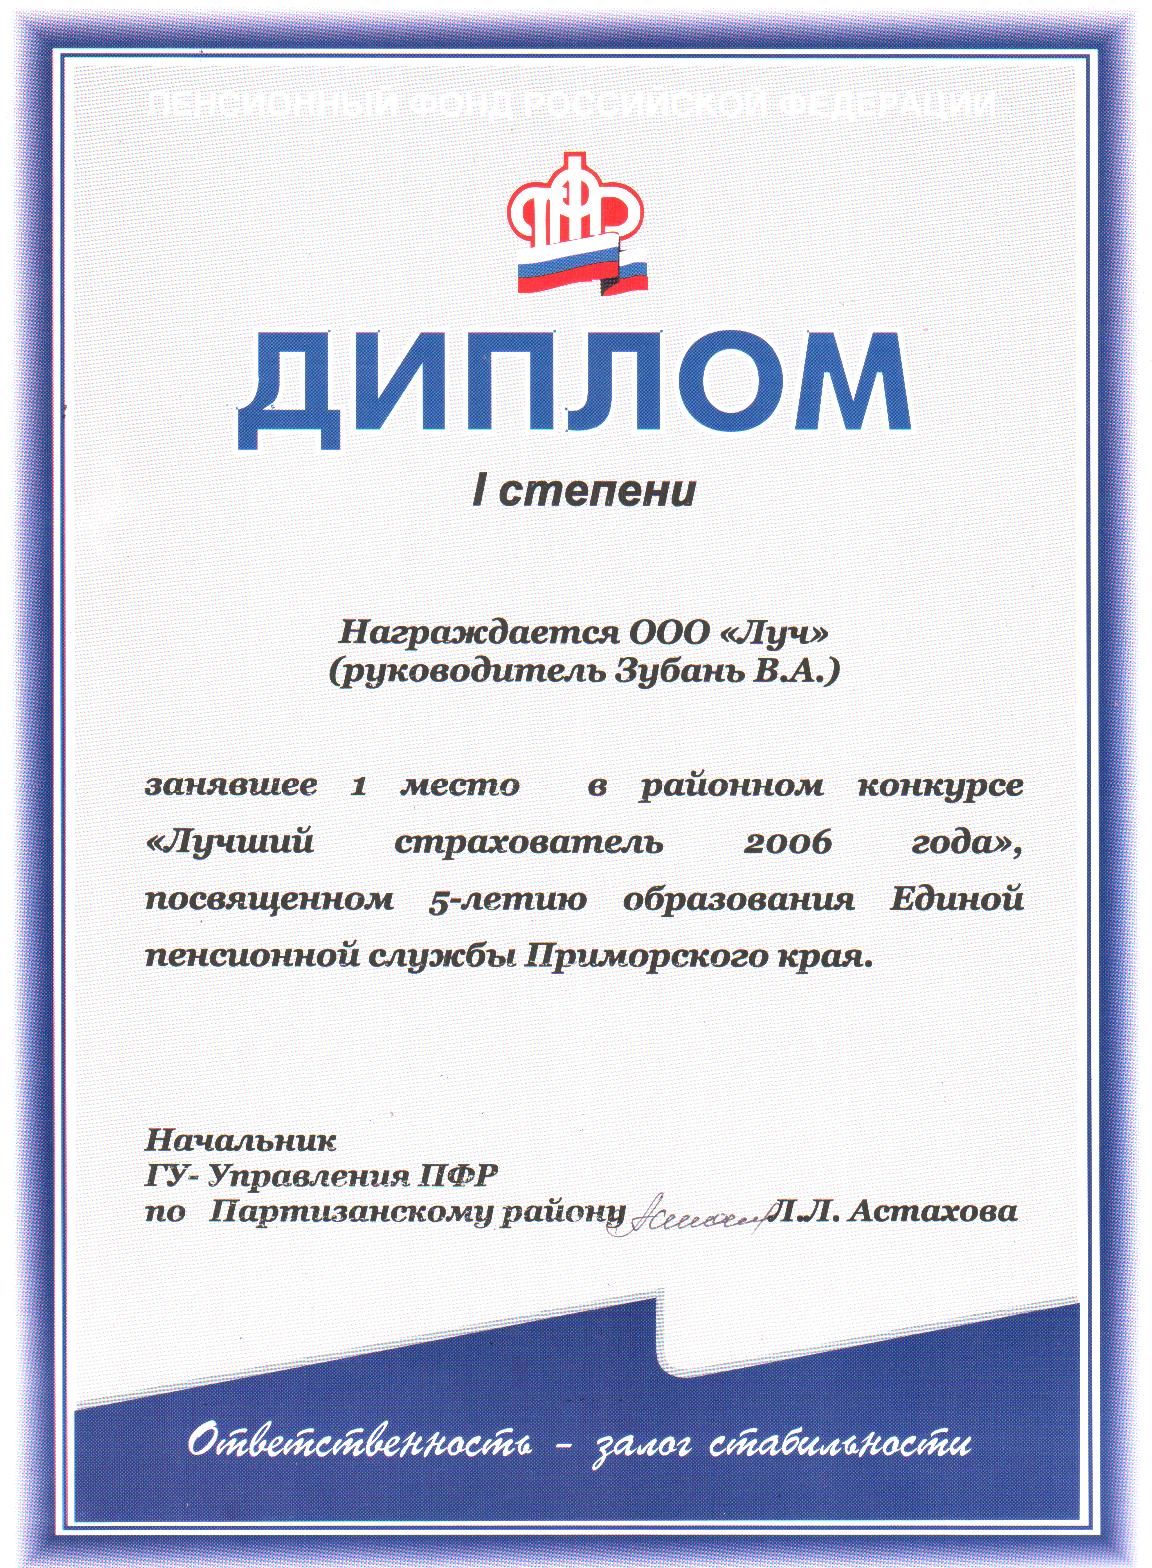 ПЕНСИОННЫЙ ФОНД РОССИЙСКОЙ ФЕДЕРАЦИИ
ПФР
ДИПЛОМ
I степени
Награждается ООО «Луч»
(руководитель Зубань В.А.)
занявшее 1 место в районном конкурсе
«Лучший страхователь 2006 года»,
посвященном 5-летию образования Единой
пенсионной службы Приморского края.
Начальник
ГУ- Управления ПФР
по Партизанскому району Л.Л. Астахова
Ответственность – залог стабильности